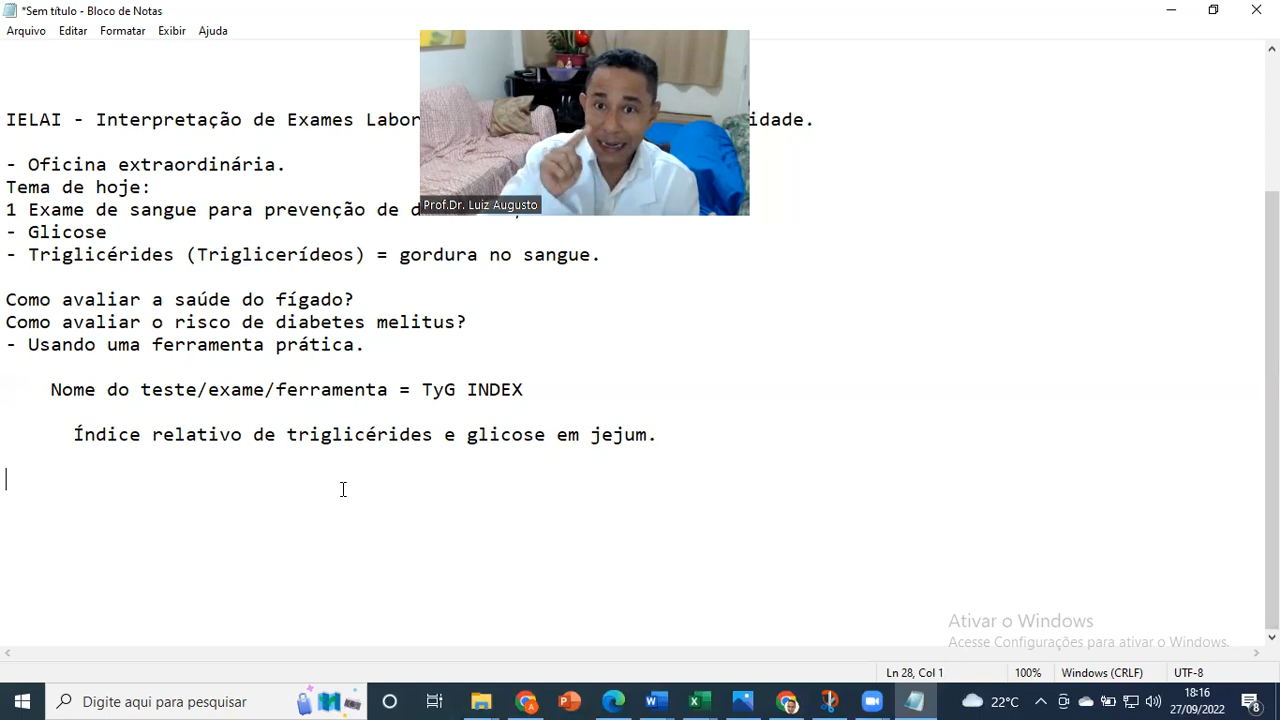 *Sem título - Bloco de Notas
Arquivo Editar Formatar Exibir Ajuda
IELAI - Interpretação de Exames Labor idade.
- Oficina extraordinária.
Tema de hoje:
1 Exame de sangue para prevenção de d
- Glicose
- Triglicérides (Triglicerídeos) = gordura no sangue.
Como avaliar a saúde do fígado?
Como avaliar o risco de diabetes melitus?
- Usando uma ferramenta prática.
Nome do teste/exame/ferramenta = TyG INDEX
Índice relativo de triglicérides e glicose em jejum.
Prof.Dr. Luiz Augusto
Ativar o Windows
Acesse Configurações para ativar o Windows.
Ln 28, Col 1 100% Windows (CRLF) UTF-8
Digite aqui para pesquisar
22°C
18:16
27/09/2022
8